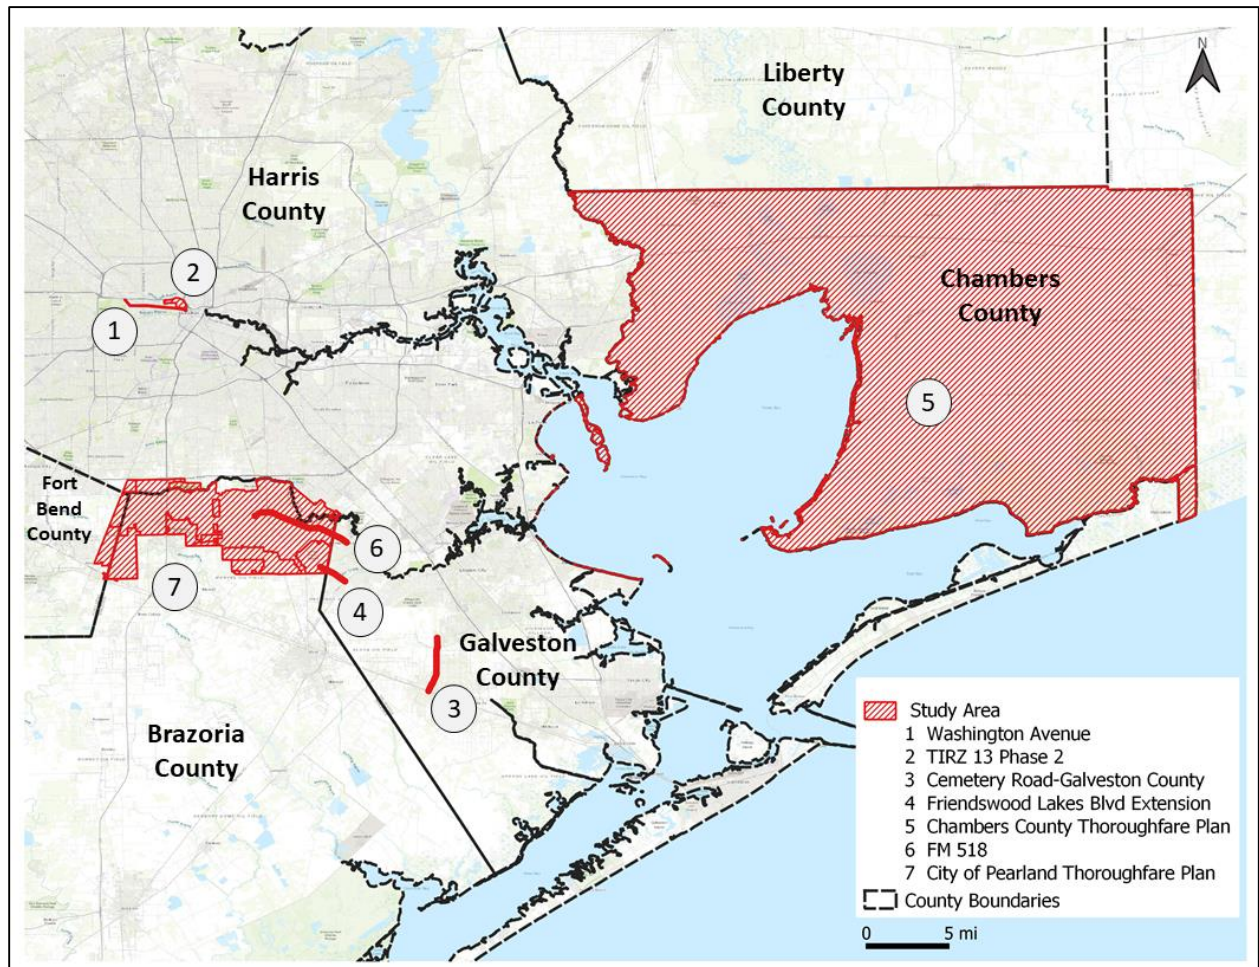 N
Liberty
County
Harris
County
2
1
Chambers
County
5
Fort
Bend
County
6
7
4
Galveston
County
3
Brazoria
County
Study Area
1 Washington Avenue
2 TIRZ 13 Phase 2
3 Cemetery Road-Galveston County
4 Friendswood Lakes Blvd Extension
5 Chambers County Thoroughfare Plan
6 FM 518
7 City of Pearland Thoroughfare Plan
County Boundaries
0 5 mi